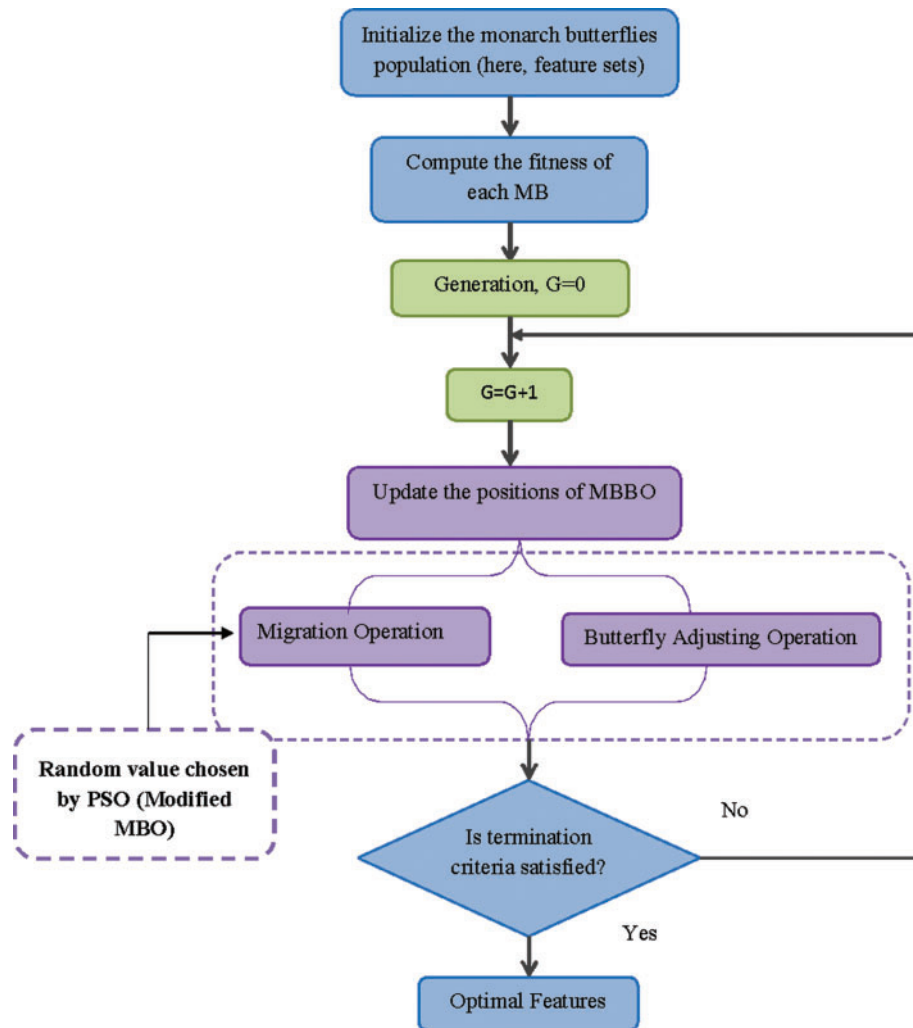 Initialize the monarch butterflies
population (here, feature sets)
Compute the fitness of
each MB
Generation, G=0
G=G+1
Update the positions of MBBO
Migration Operation
Butterfly Adjusting Operation
Random value chosen
by PSO (Modified
MBO)
Is termination
criteria satisfied?
No
Yes
Optimal Features